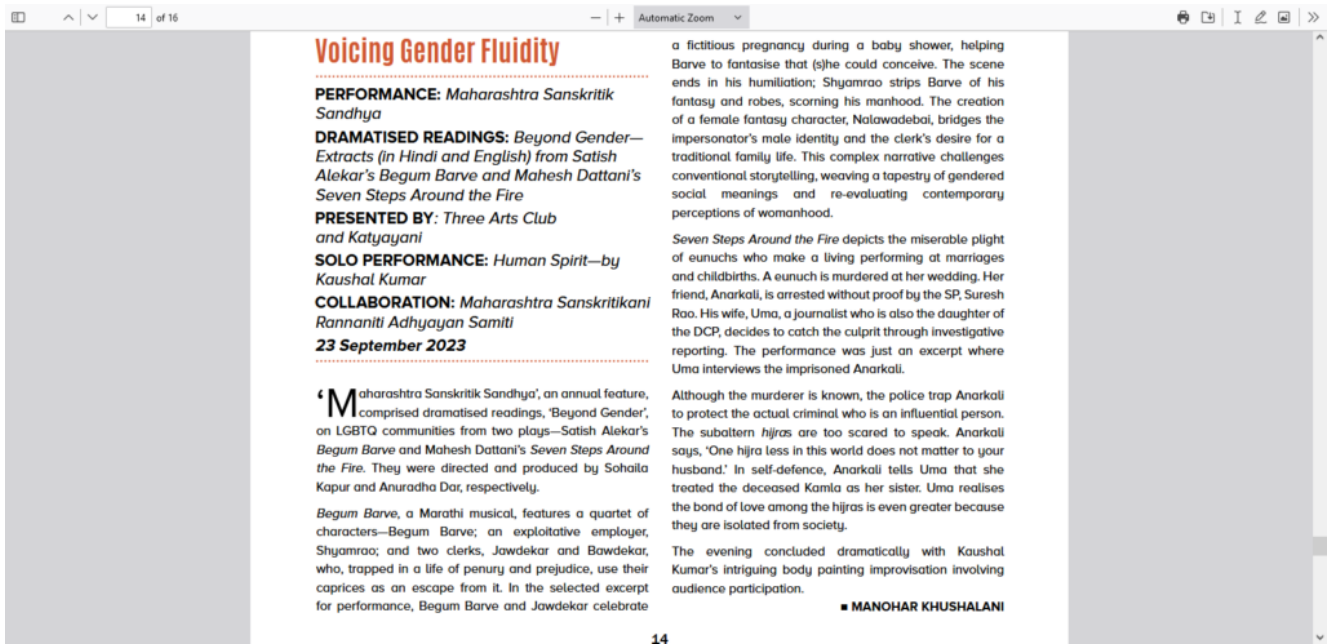 14 of 16
Automatic Zoom
Voicing Gender Fluidity
PERFORMANCE: Maharashtra Sanskritik
Sandhya
DRAMATISED READINGS: Beyond Gender—
Extracts (in Hindi and English) from Satish
Alekar's Begum Barve and Mahesh Dattani's
Seven Steps Around the Fire
PRESENTED BY: Three Arts Club
and Katyayani
SOLO PERFORMANCE: Human Spirit—by
Kaushal Kumar
COLLABORATION: Maharashtra Sanskritikani
Rannaniti Adhyayan Samiti
23 September 2023
'Maharashtra Sanskritik Sandhya', an annual feature,
comprised dramatised readings, 'Beyond Gender',
on LGBTQ communities from two plays—Satish Alekar's
Begum Barve and Mahesh Dattani's Seven Steps Around
the Fire. They were directed and produced by Sohaila
Kapur and Anuradha Dar, respectively.
Begum Barve, a Marathi musical, features a quartet of
characters—Begum Barve; an exploitative employer,
Shyamrao; and two clerks, Jawdekar and Bawdekar,
who, trapped in a life of penury and prejudice, use their
caprices as an escape from it. In the selected excerpt
for performance, Begum Barve and Jawdekar celebrate
a fictitious pregnancy during a baby shower, helping
Barve to fantasise that (s)he could conceive. The scene
ends in his humiliation; Shyamrao strips Barve of his
fantasy and robes, scorning his manhood. The creation
of a female fantasy character, Nalawadebai, bridges the
impersonator's male identity and the clerk's desire for a
traditional family life. This complex narrative challenges
conventional storytelling, weaving a tapestry of gendered
social meanings and re-evaluating contemporary
perceptions of womanhood.
Seven Steps Around the Fire depicts the miserable plight
of eunuchs who make a living performing at marriages
and childbirths. A eunuch is murdered at her wedding. Her
friend, Anarkali, is arrested without proof by the SP, Suresh
Rao. His wife, Uma, a journalist who is also the daughter of
the DCP, decides to catch the culprit through investigative
reporting. The performance was just an excerpt where
Uma interviews the imprisoned Anarkali.
Although the murderer is known, the police trap Anarkali
to protect the actual criminal who is an influential person.
The subaltern hijras are too scared to speak. Anarkali
says, 'One hijra less in this world does not matter to your
husband.' In self-defence, Anarkali tells Uma that she
treated the deceased Kamla as her sister. Uma realises
the bond of love among the hijras is even greater because
they are isolated from society.
The evening concluded dramatically with Kaushal
Kumar's intriguing body painting improvisation involving
audience participation.
■ MANOHAR KHUSHALANI
14